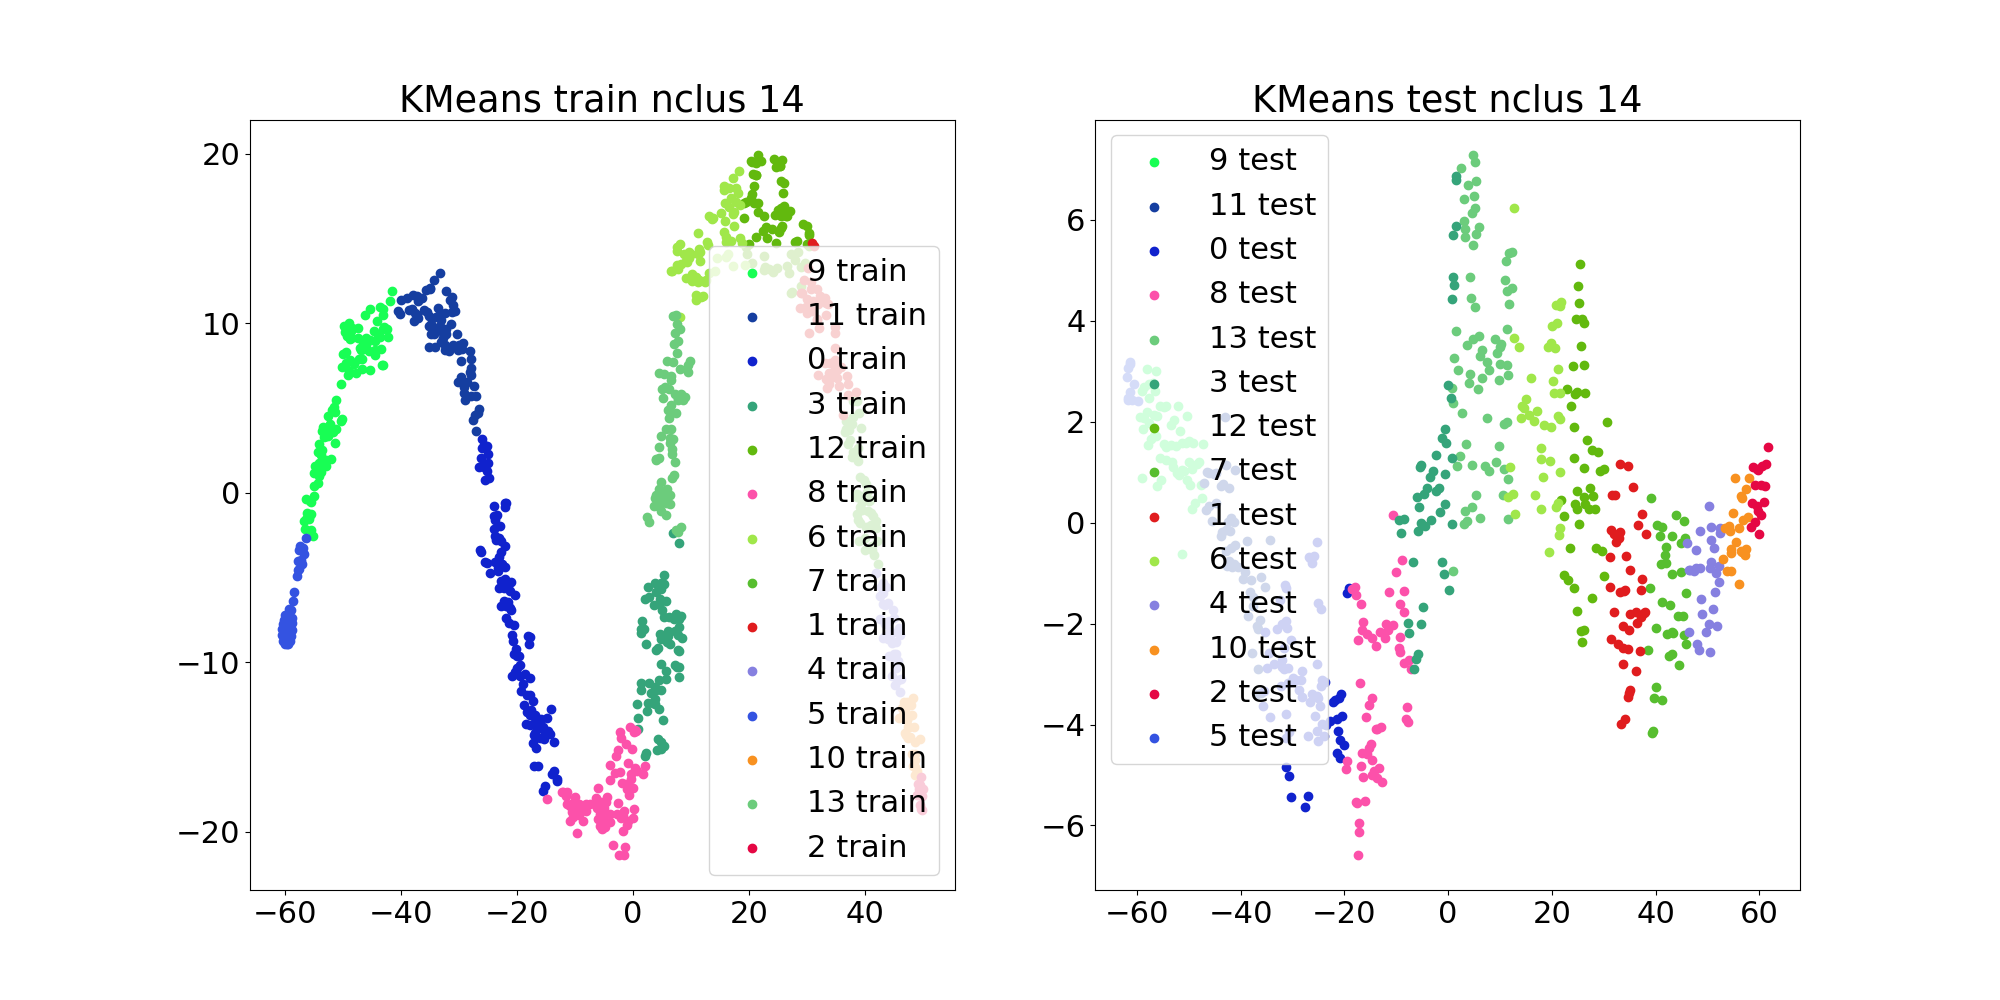 KMeans train nclus 14
20
10
0
−10
−20
−60 −40 −20 0 20 40
9 train
11 train
0 train
3 train
12 train
8 train
6 train
7 train
1 train
4 train
5 train
10 train
13 train
2 train
KMeans test nclus 14
6
4
2
0
−2
−4
−6
−60 −40 −20 0 20 40 60
9 test
11 test
0 test
8 test
13 test
3 test
12 test
7 test
1 test
6 test
4 test
10 test
2 test
5 test